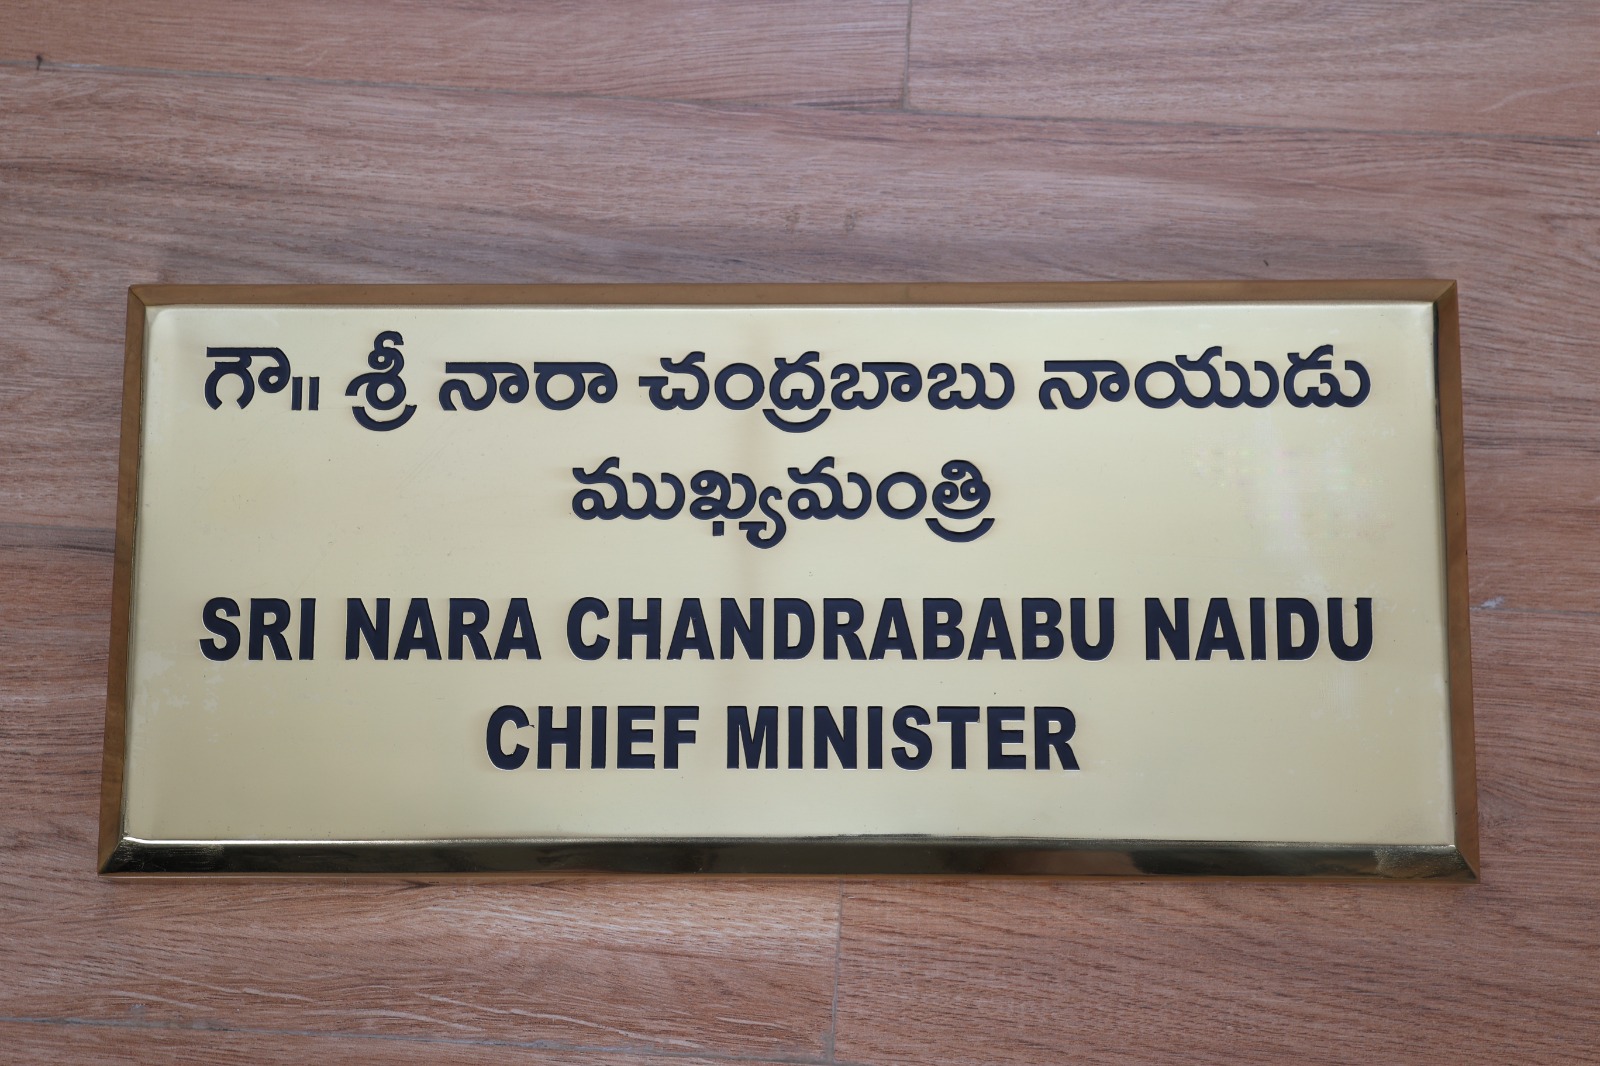 గౌ॥ శ్రీ నారా చంద్రబాబు నాయుడు
ముఖ్యమంత్రి
SRI NARA CHANDRABABU NAIDU
CHIEF MINISTER